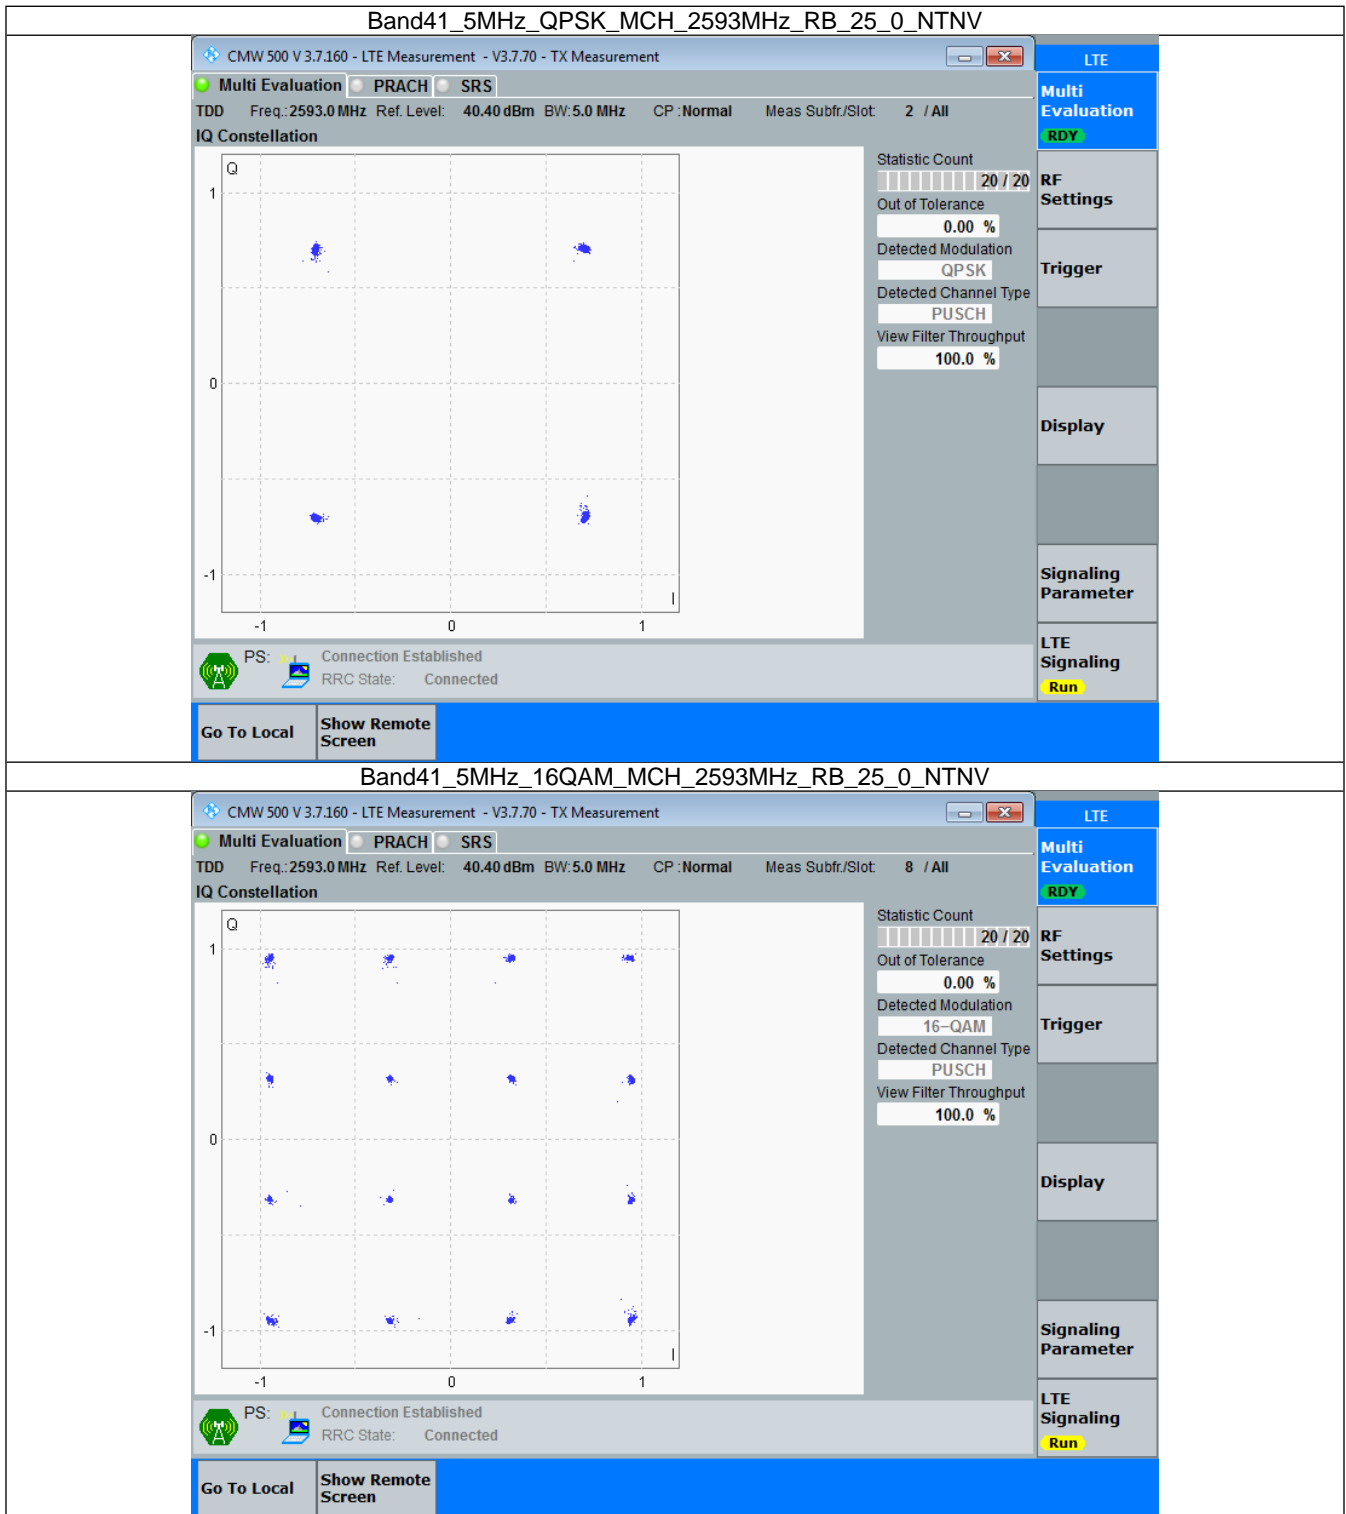 Band41_5MHz_QPSK_MCH_2593MHz_RB_25_0_NTNV
CMW 500 V 3.7.160 - LTE Measurement - V3.7.70 - TX Measurement
LTE
Multi Evaluation PRACH SRS
Multi
Evaluation
RDY
TDD Freq.: 2593.0 MHz Ref. Level: 40.40 dBm BW: 5.0 MHz CP : Normal Meas Subfr./Slot: 2 / All
IQ Constellation
Q
1
0
-1
I
-1 0 1
Statistic Count
20 / 20
Out of Tolerance
0.00 %
Detected Modulation
QPSK
Detected Channel Type
PUSCH
View Filter Throughput
100.0 %
RF
Settings
Trigger
Display
Signaling
Parameter
LTE
Signaling
Run
PS: Connection Established
RRC State: Connected
Go To Local
Show Remote
Screen
Band41_5MHz_16QAM_MCH_2593MHz_RB_25_0_NTNV
CMW 500 V 3.7.160 - LTE Measurement - V3.7.70 - TX Measurement
LTE
Multi Evaluation PRACH SRS
Multi
Evaluation
RDY
TDD Freq.: 2593.0 MHz Ref. Level: 40.40 dBm BW: 5.0 MHz CP : Normal Meas Subfr./Slot: 8 / All
IQ Constellation
Q
1
0
-1
I
-1 0 1
Statistic Count
20 / 20
Out of Tolerance
0.00 %
Detected Modulation
16-QAM
Detected Channel Type
PUSCH
View Filter Throughput
100.0 %
RF
Settings
Trigger
Display
Signaling
Parameter
LTE
Signaling
Run
PS: Connection Established
RRC State: Connected
Go To Local
Show Remote
Screen